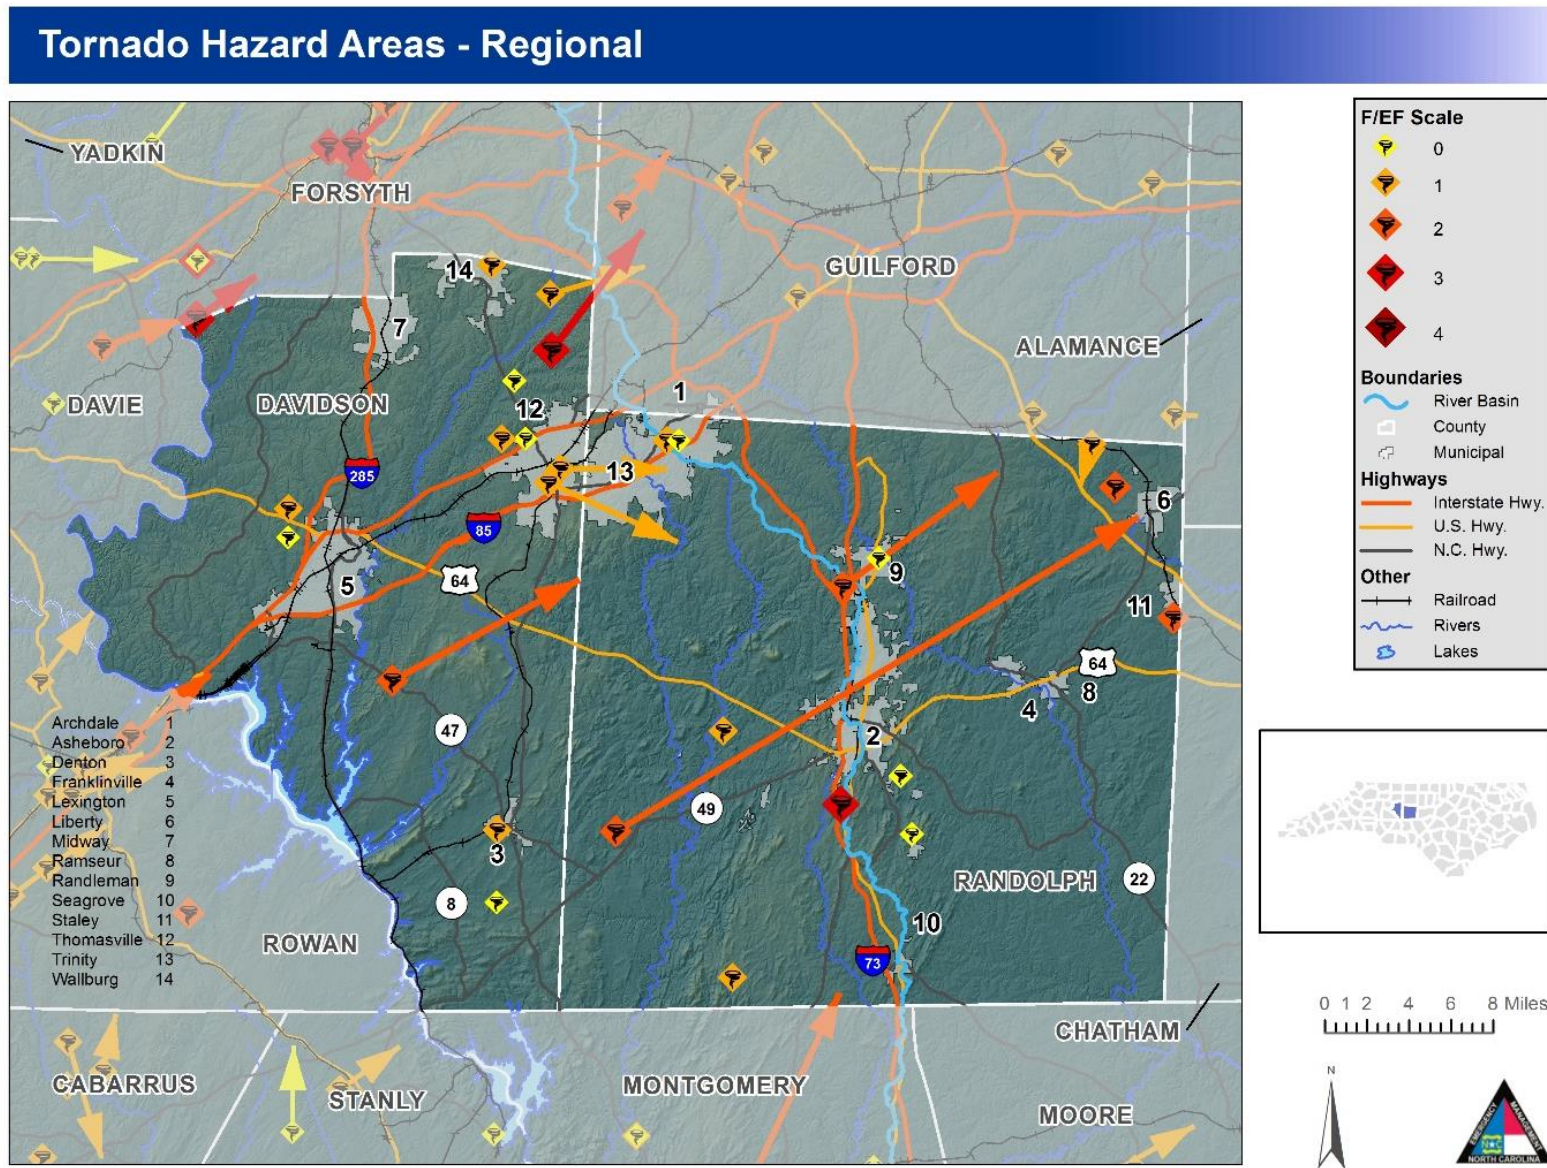 Tornado Hazard Areas - Regional
YADKIN
FORSYTH
14
GUILFORD
7
ALAMANCE
DAVIE
DAVIDSON
12
1
285
13
85
6
64
5
9
11
64
8
4
47
2
49
3
RANDOLPH
22
8
10
ROWAN
73
CHATHAM
CABARRUS
STANLY
MONTGOMERY
MOORE
Archdale 1
Asheboro 2
Denton 3
Franklinville 4
Lexington 5
Liberty 6
Midway 7
Ramseur 8
Randleman 9
Seagrove 10
Staley 11
Thomasville 12
Trinity 13
Wallburg 14
F/EF Scale
0
1
2
3
4
Boundaries
River Basin
County
Municipal
Highways
Interstate Hwy.
U.S. Hwy.
N.C. Hwy.
Other
Railroad
Rivers
Lakes
0 1 2 4 6 8 Miles
N
EMERGENCY
MANAGEMENT
NORTH CAROLINA